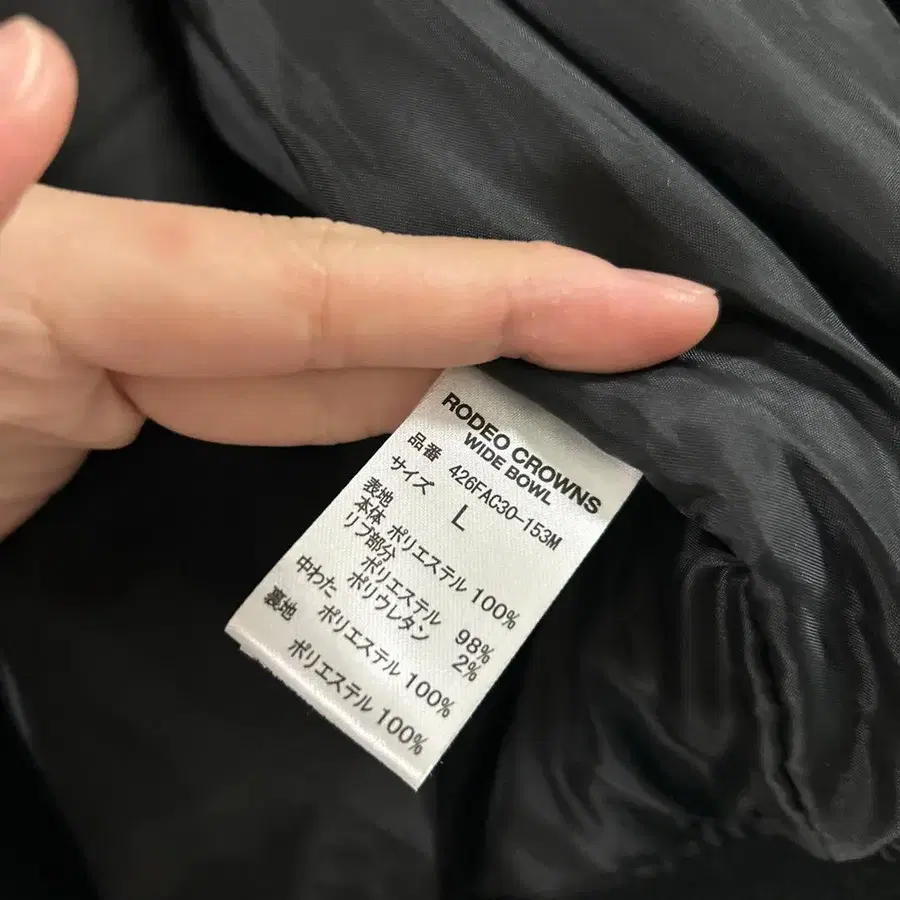 RODEO CROWNS
WIDE BOWL
品番 426FAC30-153M
サイズ L
表地
本体 ポリエステル 100%
リブ部分
ポリエステル 98%
ポリウレタン 2%
中わた ポリエステル 100%
裏地 ポリエステル 100%